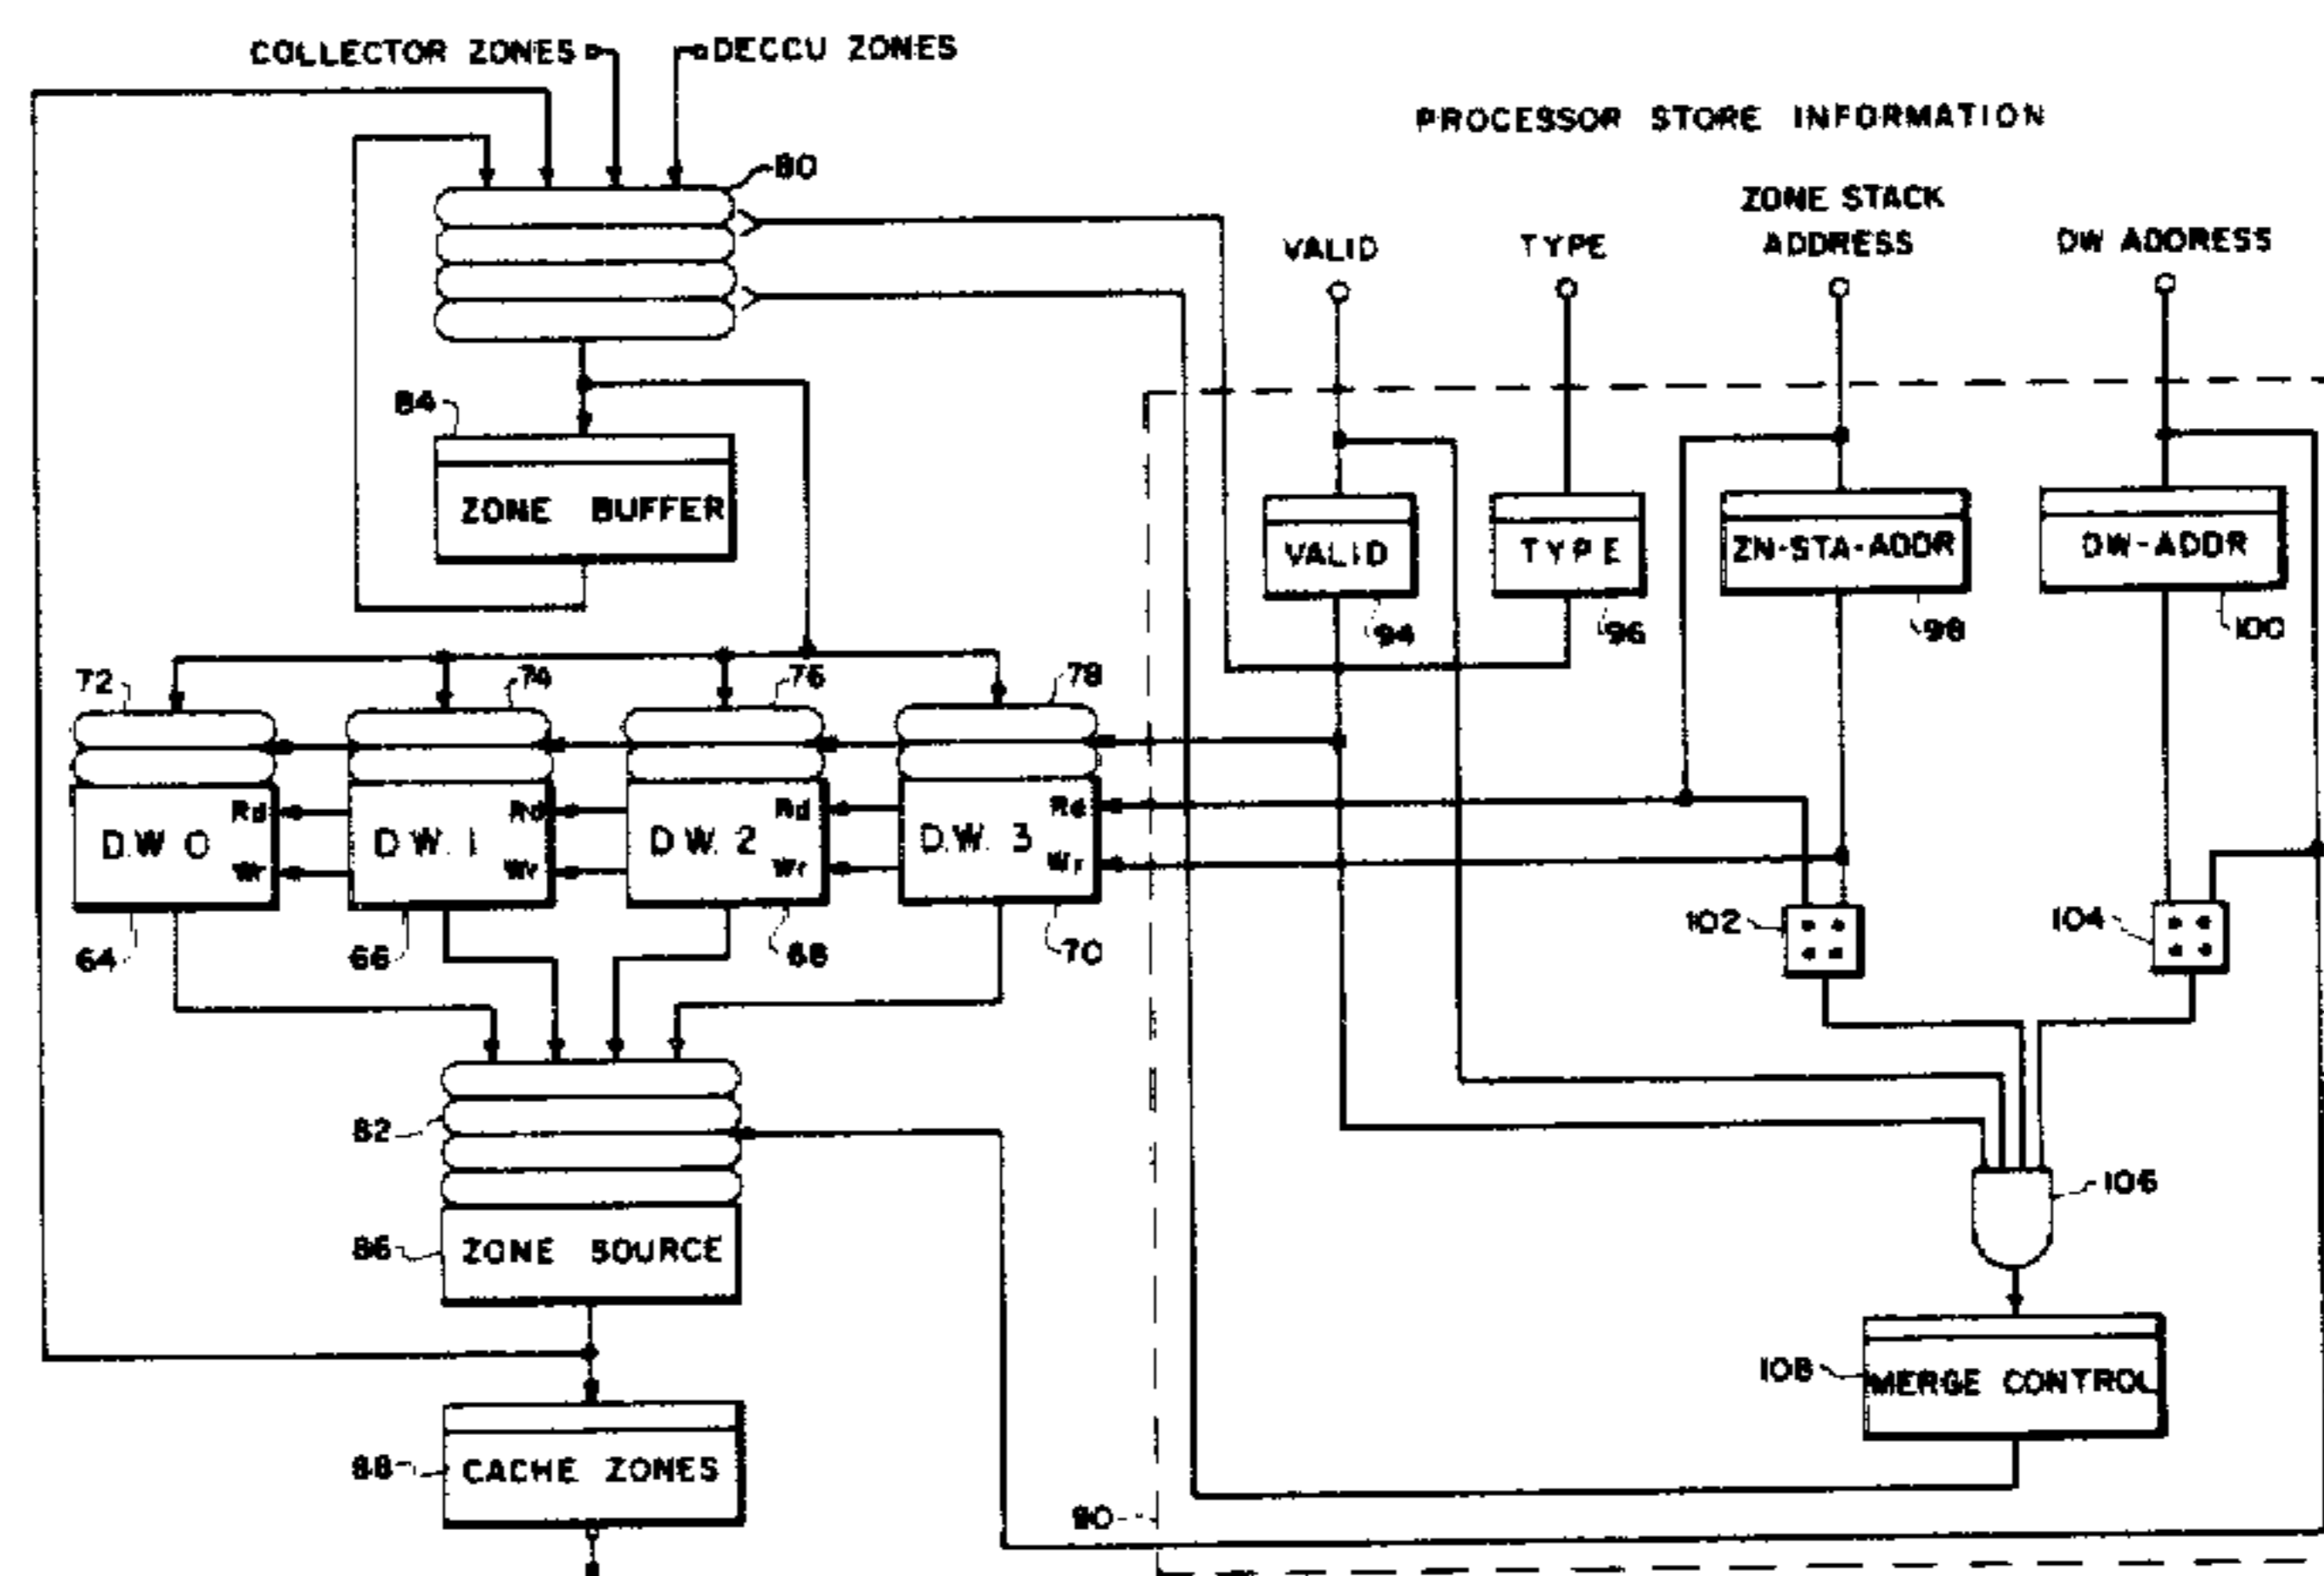 COLLECTOR ZONES
DECCU ZONES
PROCESSOR STORE INFORMATION
80
ZONE STACK
ADDRESS
VALID
TYPE
DW ADDRESS
84
ZONE BUFFER
VALID
TYPE
ZN-STA-ADDR
DW-ADDR
94
96
98
100
72
74
76
78
Rd
Rd
Rd
Rd
D.W 0
D W. 1
D W. 2
D.W. 3
Wr
Wr
Wr
Wr
64
66
68
70
102
104
82
106
86
ZONE SOURCE
108
MERGE CONTROL
88
CACHE ZONES
90